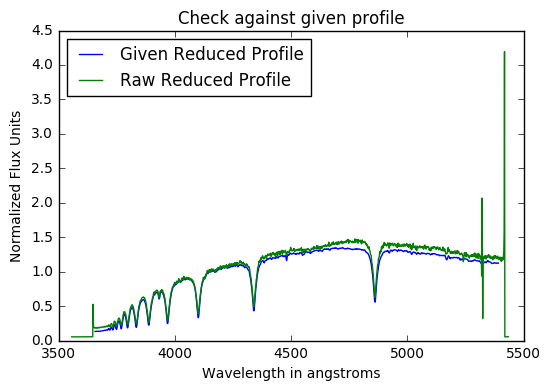 Check against given profile
4.5
4.0
3.5
3.0
2.5
2.0
1.5
1.0
0.5
0.0
Normalized Flux Units
Given Reduced Profile
Raw Reduced Profile
3500 4000 4500 5000 5500
Wavelength in angstroms